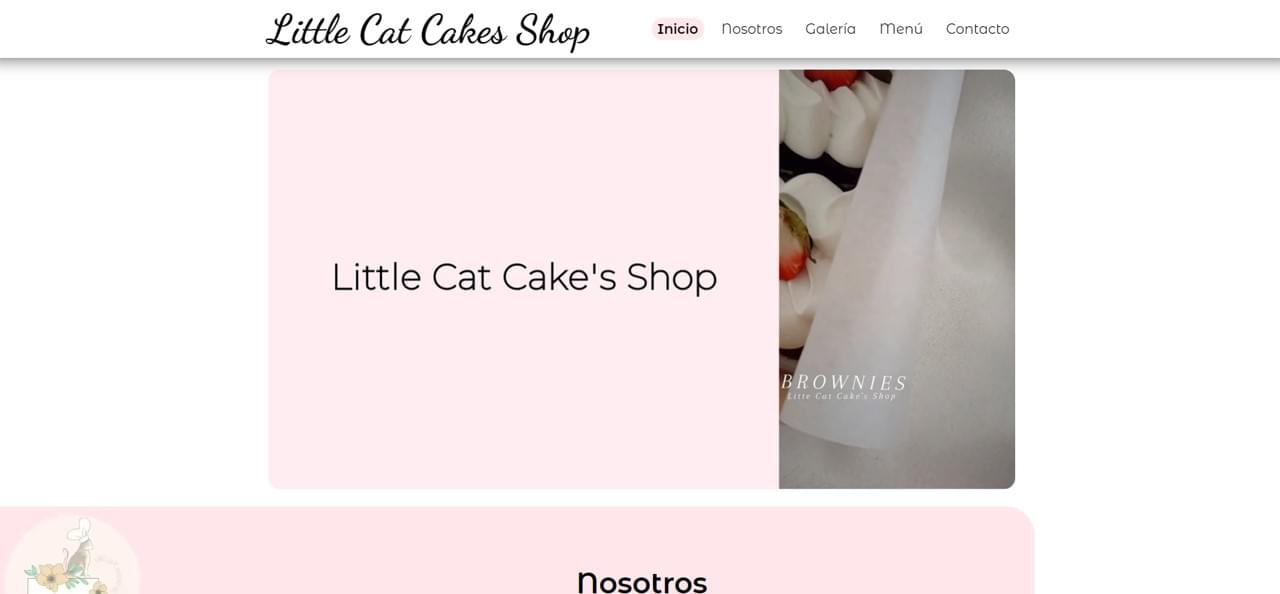 Little Cat Cakes Shop
Inicio Nosotros Galería Menú Contacto
Little Cat Cake's Shop
BROWNIES
Litte Cat Cake's Shop
Nosotros